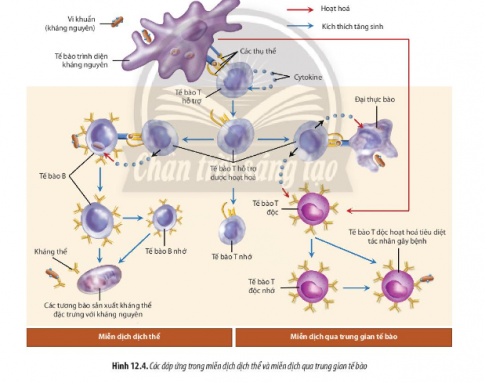 Vi khuẩn
(kháng nguyên)
Hoạt hoá
Kích thích tăng sinh
Tế bào trình diện
kháng nguyên
Các thụ thể
Cytokine
Tế bào T
hỗ trợ
Đại thực bào
Chân trời sáng tạo
Tế bào T hỗ trợ
được hoạt hoá
Tế bào B
Tế bào T
độc
Tế bào T độc hoạt hoá tiêu diệt
tác nhân gây bệnh
Kháng thể
Tế bào B nhớ
Tế bào T nhớ
Tế bào T
độc nhớ
Các tương bào sản xuất kháng thể
đặc trưng với kháng nguyên
Miễn dịch dịch thể
Miễn dịch qua trung gian tế bào
Hình 12.4. Các đáp ứng trong miễn dịch dịch thể và miễn dịch qua trung gian tế bào